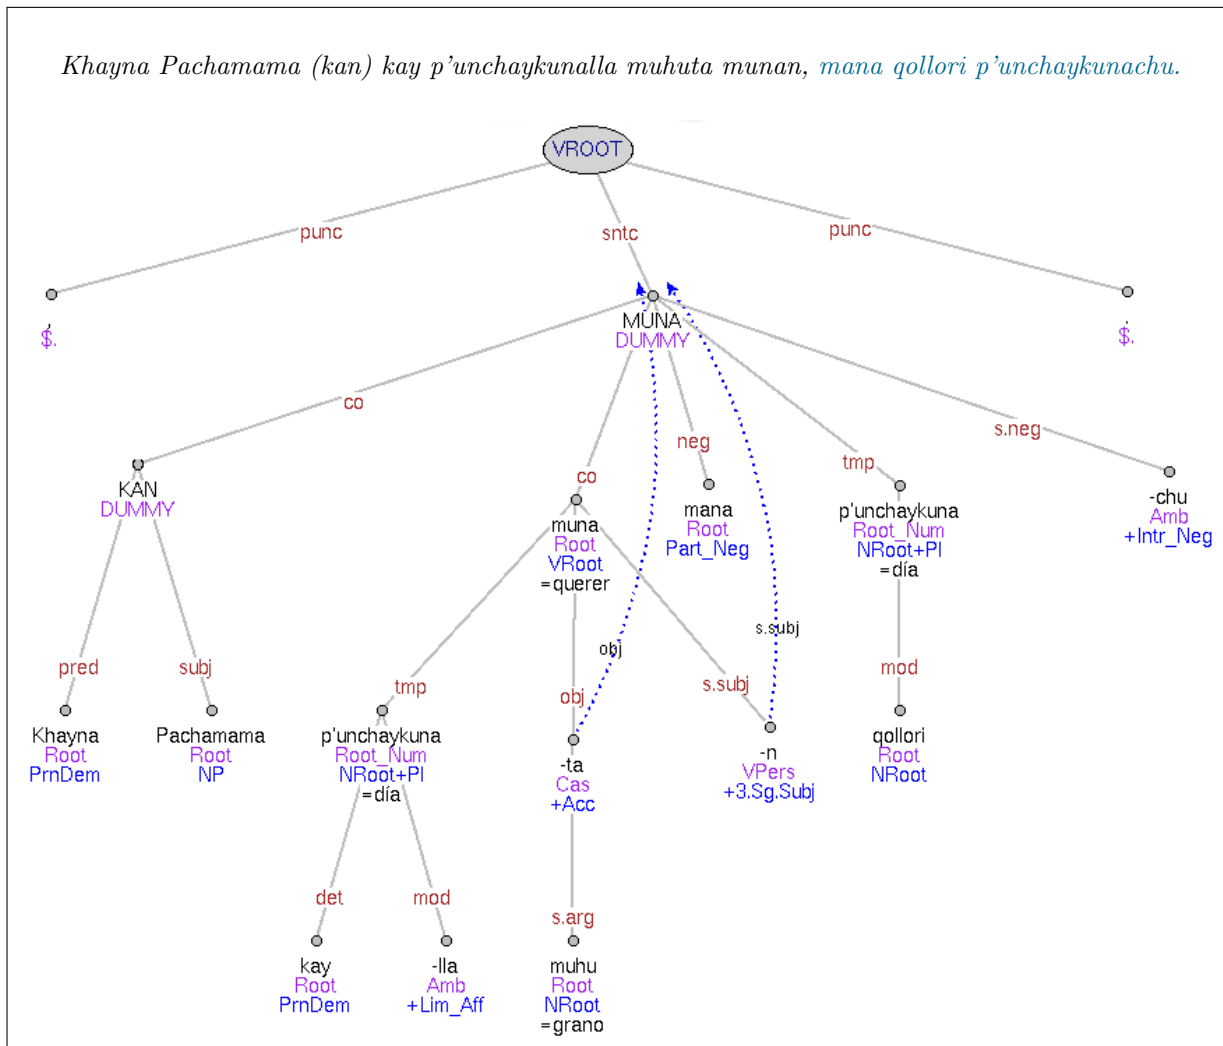 Khayna Pachamama (kan) kay p'unchaykunalla muhuta munan, mana qollori p'unchaykunachu.
VROOT
punc
sntc
punc
,
$.
MUNA
DUMMY
.
$.
co
co
neg
tmp
s.neg
KAN
DUMMY
muna
Root
VRoot
=querer
mana
Root
Part_Neg
p'unchaykuna
Root_Num
NRoot+Pl
=día
-chu
Amb
+Intr_Neg
pred
subj
tmp
obj
obj
s.subj
s.subj
mod
Khayna
Root
PrnDem
Pachamama
Root
NP
p'unchaykuna
Root_Num
NRoot+Pl
=día
-ta
Cas
+Acc
-n
VPers
+3.Sg.Subj
qollori
Root
NRoot
det
mod
s.arg
kay
Root
PrnDem
-lla
Amb
+Lim_Aff
muhu
Root
NRoot
=grano